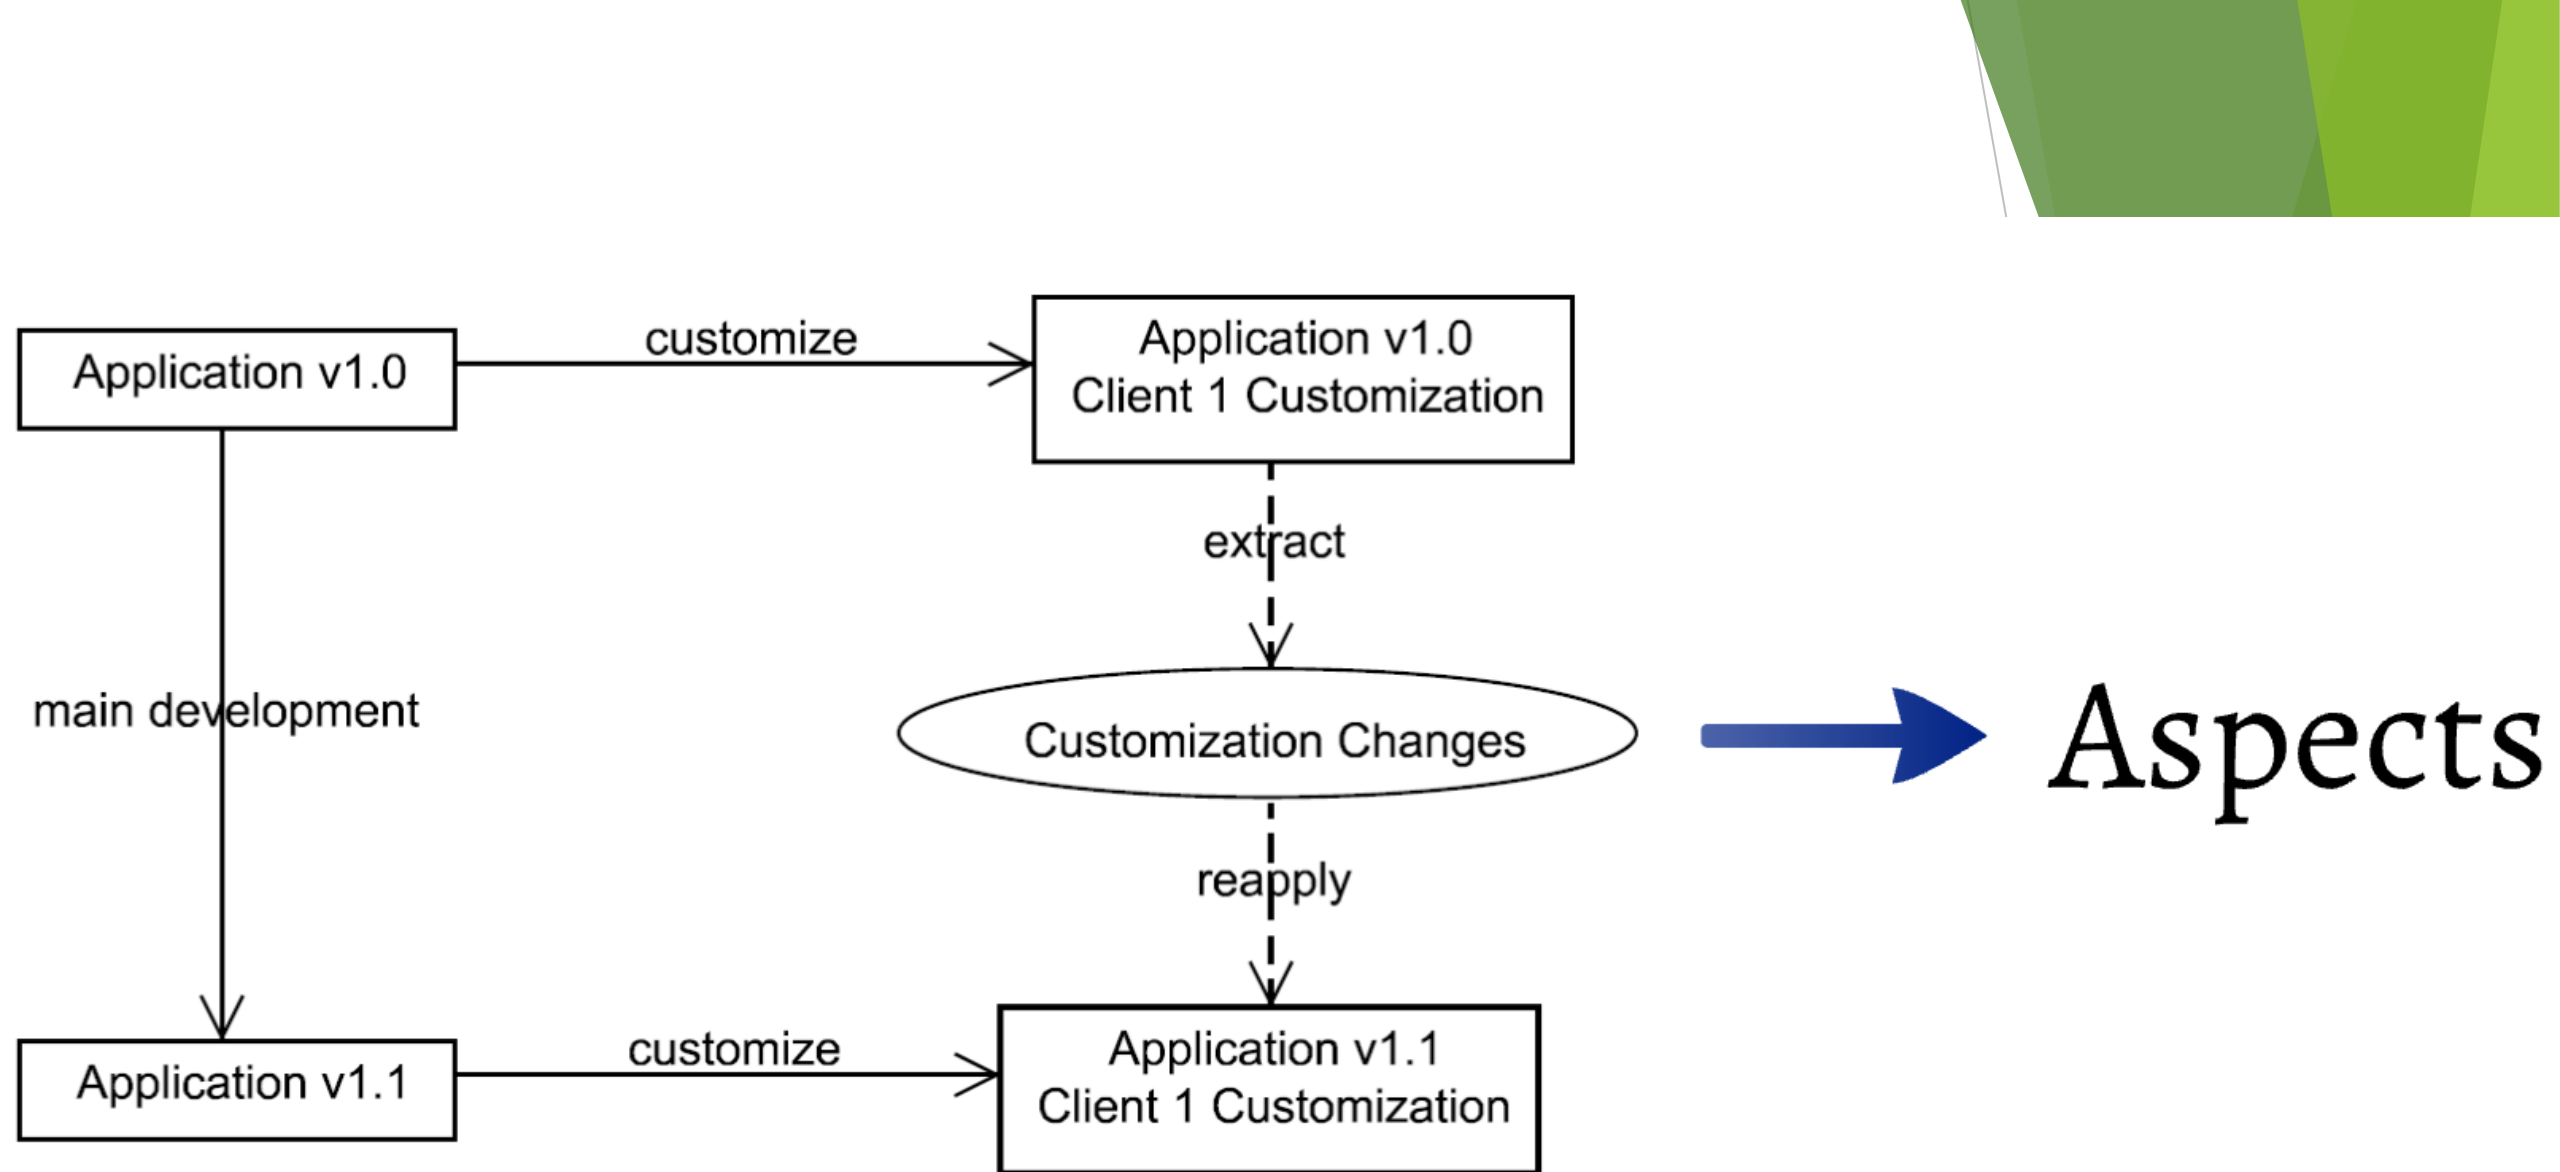 Application v1.0
customize
Application v1.0
Client 1 Customization
extract
main development
Customization Changes
Aspects
reapply
Application v1.1
customize
Application v1.1
Client 1 Customization